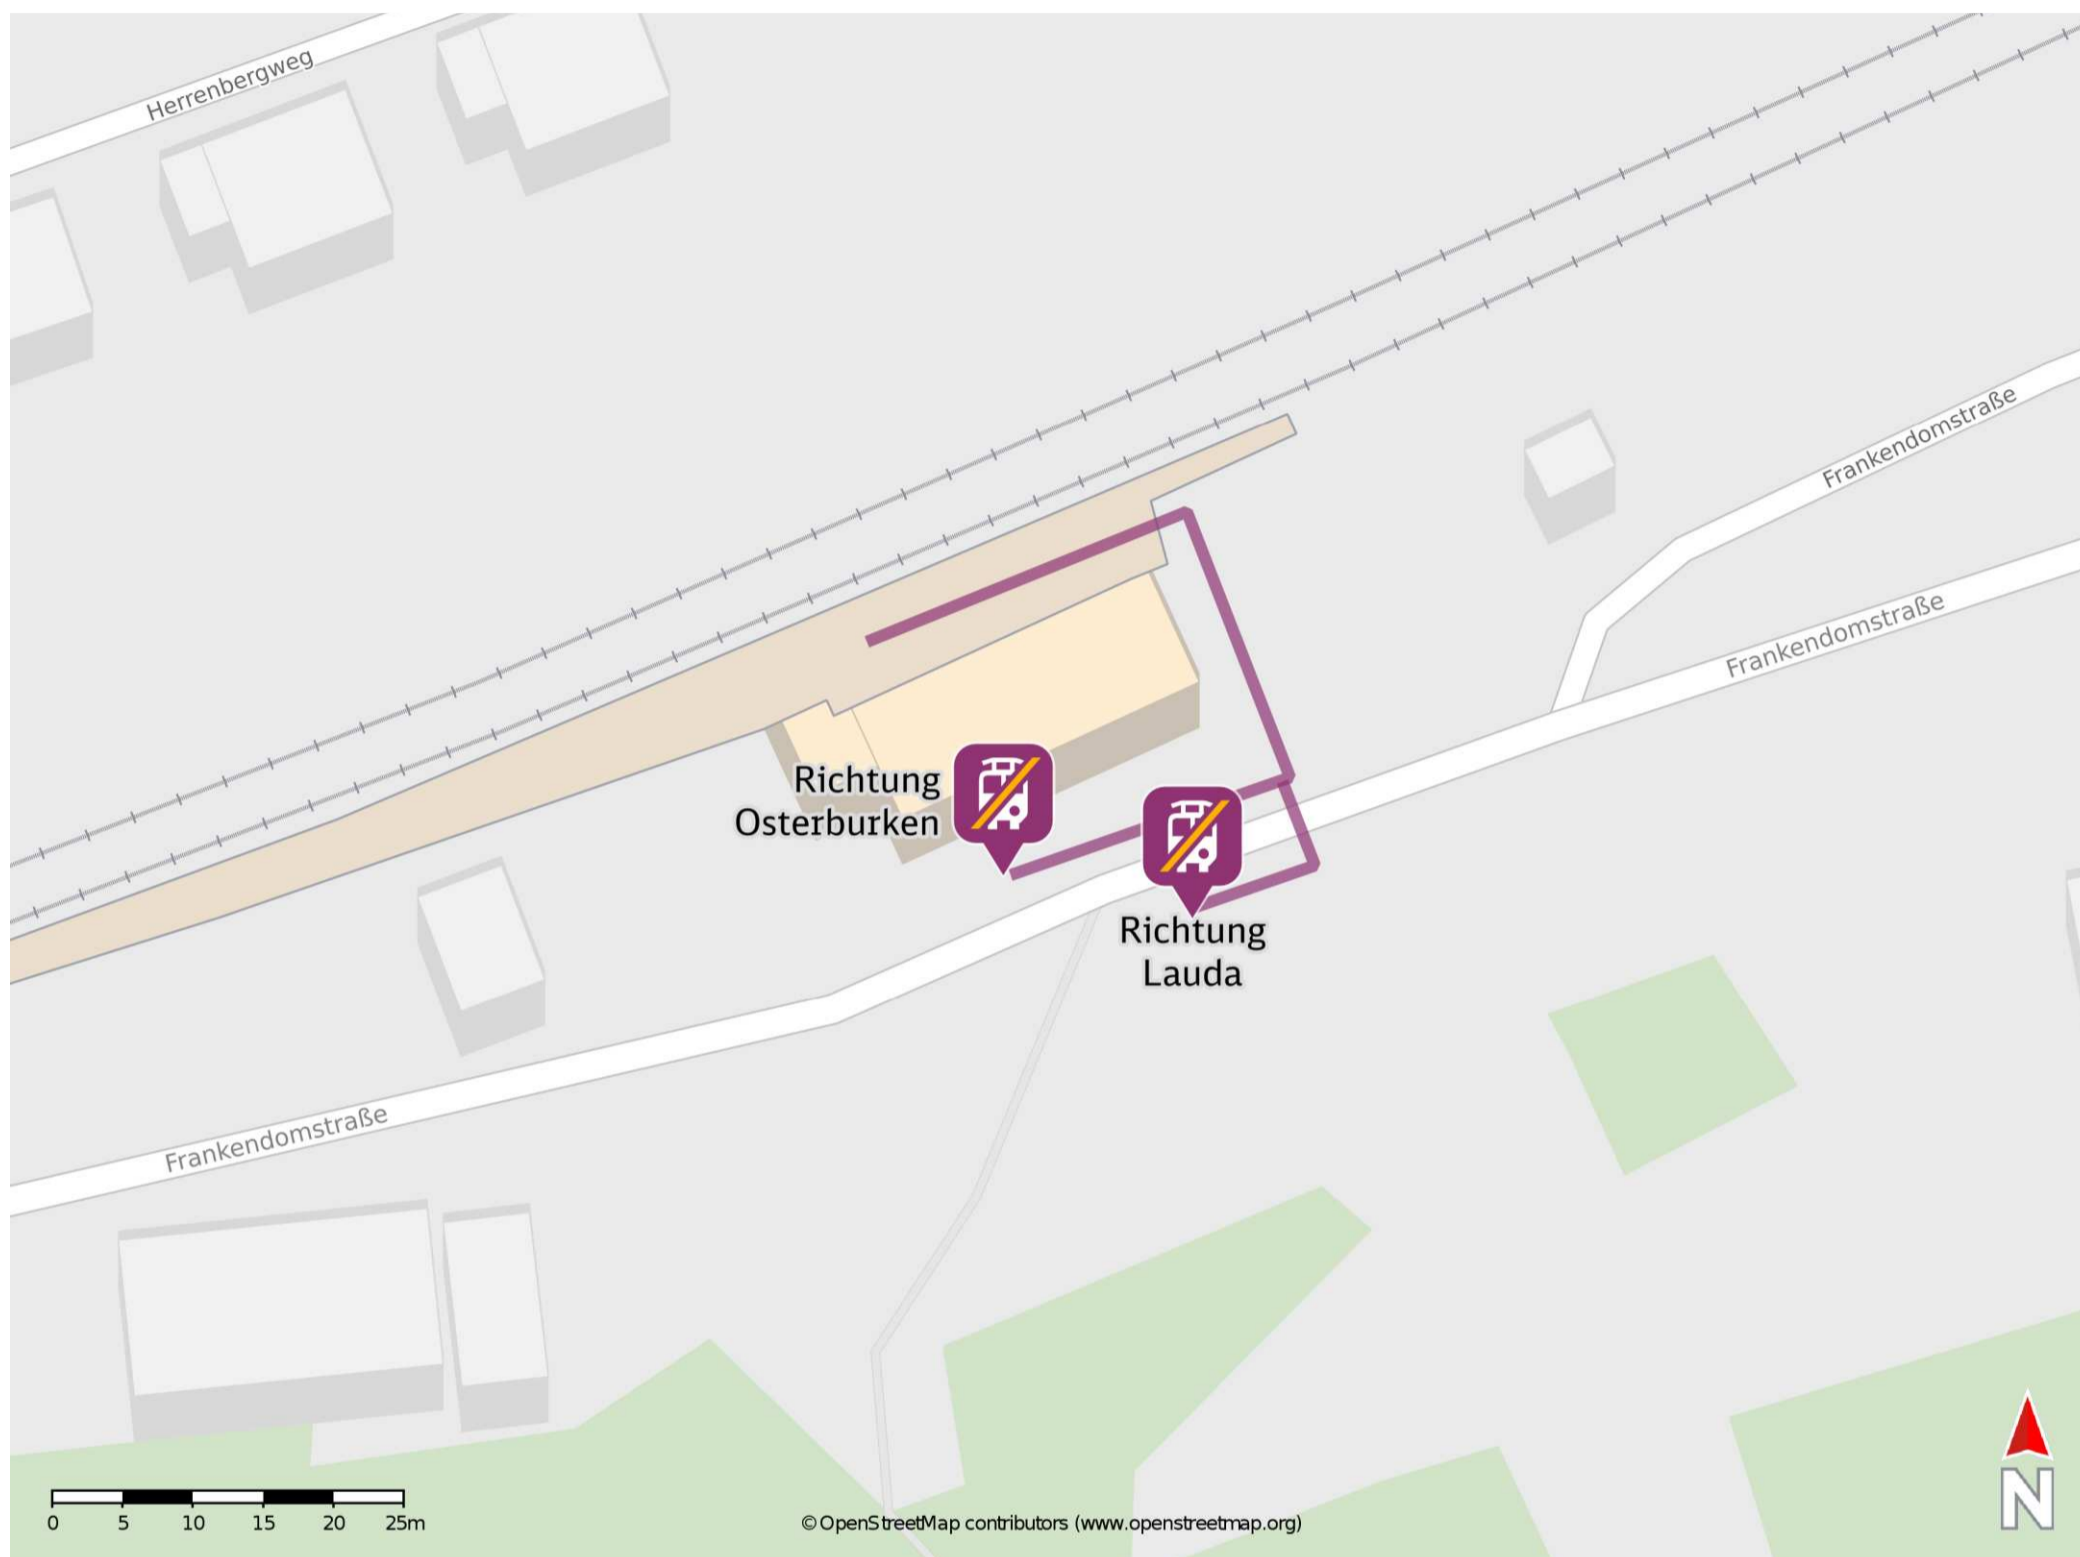 Herrenbergweg
Frankendomstraße
Frankendomstraße
Richtung
Osterburken
Richtung
Lauda
Frankendomstraße
0 5 10 15 20 25m
©OpenStreetMap contributors (www.openstreetmap.org)
N